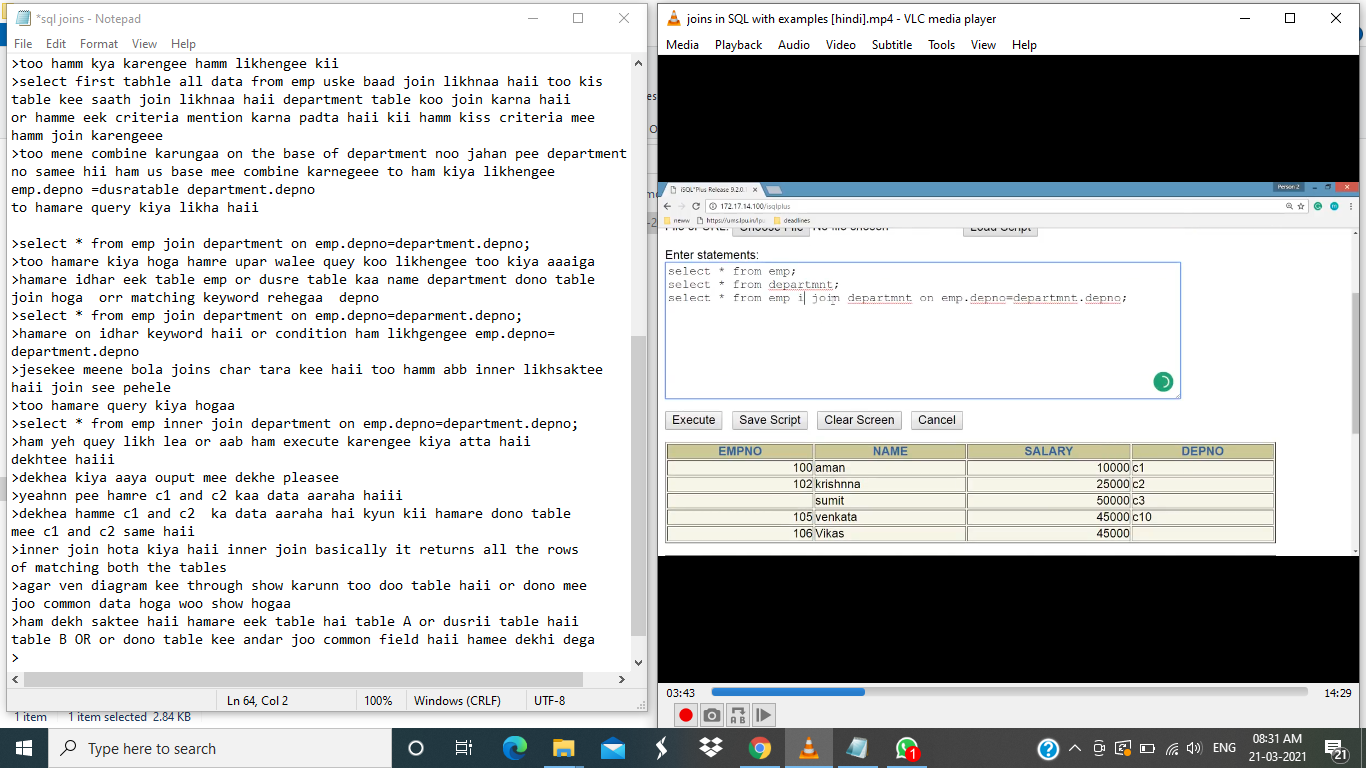 *sql joins - Notepad
File Edit Format View Help
>too hamm kya karengee hamm likhengee kii
>select first tabhle all data from emp uske baad join likhnaa haii too kis
table kee saath join likhnaa haii department table koo join karna haii
or hamme eek criteria mention karna padta haii kii hamm kiss criteria mee
hamm join karengeee
>too mene combine karungaa on the base of department noo jahan pee department
no samee hii ham us base mee combine karnegeee to ham kiya likhengee
emp.depno =dusratable department.depno
to hamare query kiya likha haii
>select * from emp join department on emp.depno=department.depno;
>too hamare kiya hoga hamre upar walee quey koo likhengee too kiya aaaiga
>hamare idhar eek table emp or dusre table kaa name department dono table
join hoga  orr matching keyword rehegaa  depno
>select * from emp join department on emp.depno=deparment.depno;
>hamare on idhar keyword haii or condition ham likhgengee emp.depno=
department.depno
>jesekee meene bola joins char tara kee haii too hamm abb inner likhsaktee
haii join see pehele
>too hamare query kiya hogaa
>select * from emp inner join department on emp.depno=department.depno;
>ham yeh quey likh lea or aab ham execute karengee kiya atta haii
dekhtee haiii
>dekhea kiya aaya ouput mee dekhe pleasee
>yeahnn pee hamre c1 and c2 kaa data aaraha haiii
>dekhea hamme c1 and c2  ka data aaraha hai kyun kii hamare dono table
mee c1 and c2 same haii
>inner join hota kiya haii inner join basically it returns all the rows
of matching both the tables
>agar ven diagram kee through show karunn too doo table haii or dono mee
joo common data hoga woo show hogaa
>ham dekh saktee haii hamare eek table hai table A or dusrii table haii
table B OR or dono table kee andar joo common field haii hamee dekhi dega
>
Ln 64, Col 2 100% Windows (CRLF) UTF-8
1 item 1 item selected 2.84 KB
joins in SQL with examples [hindi].mp4 - VLC media player
Media Playback Audio Video Subtitle Tools View Help
iSQL*Plus Release 9.2.0. Person 2
172.17.14.100/isqlplus
neww https://ums.lpu.in/lpu deadlines
File or URL: Choose File No file chosen Load Script
Enter statements:
select * from emp;
select * from departmnt;
select * from emp i join departmnt on emp.depno=departmnt.depno;
Execute Save Script Clear Screen Cancel
EMPNO NAME SALARY DEPNO
100 aman 10000 c1
102 krishnna 25000 c2
sumit 50000 c3
105 venkata 45000 c10
106 Vikas 45000
03:43 14:29
A B
Type here to search
1
ENG
08:31 AM
21-03-2021
21